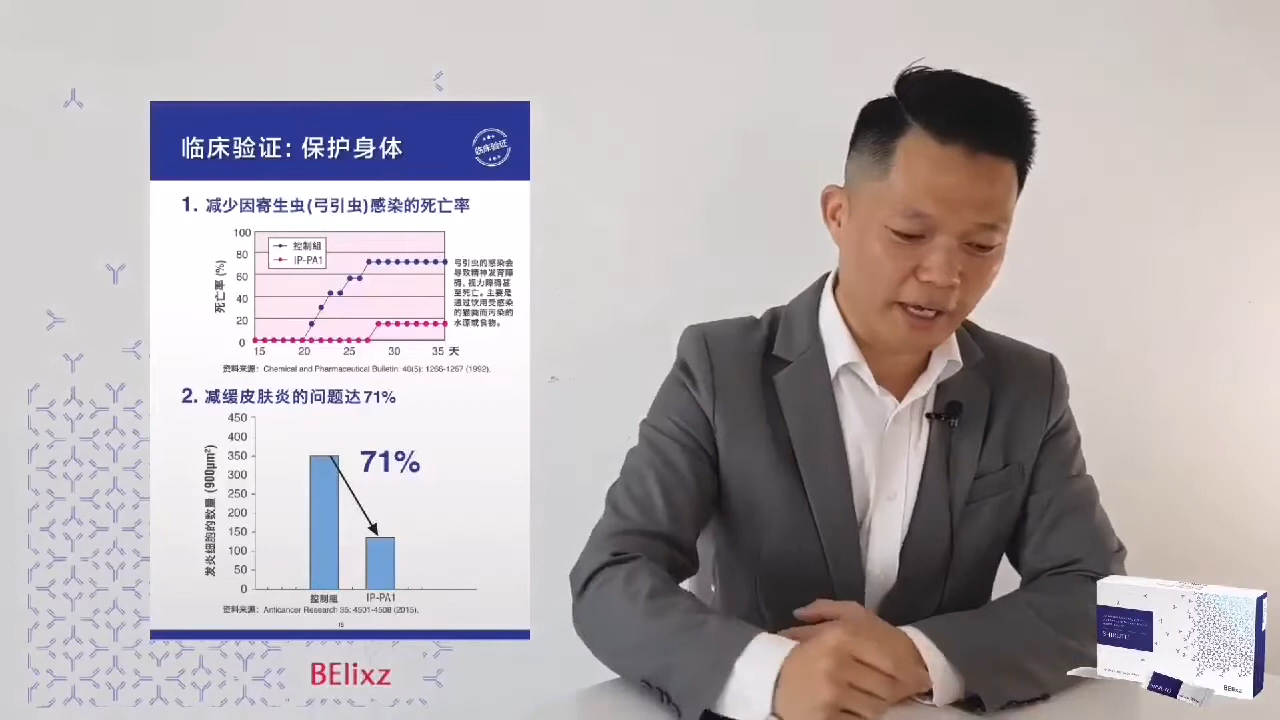 临床验证: 保护身体
临床验证
1. 减少因寄生虫(弓引虫)感染的死亡率
死亡率 (%)
100
80
60
40
20
0
控制組
IP-PA1
15 20 25 30 35 天
弓引虫的感染会
导致精神发育障
碍, 视力障碍甚
至死亡。主要是
通过饮用受感染
的猫粪而污染的
水源或食物。
资料来源: Chemical and Pharmaceutical Bulletin. 40(5): 1266-1267 (1992).
2. 减缓皮肤炎的问题达71%
发炎细胞的数量 (900μm²)
450
400
350
300
250
200
150
100
50
0
71%
控制組 IP-PA1
资料来源: Anticancer Research 35: 4501-4508 (2015).
15
BElixz
SHIRUTO
BElixz